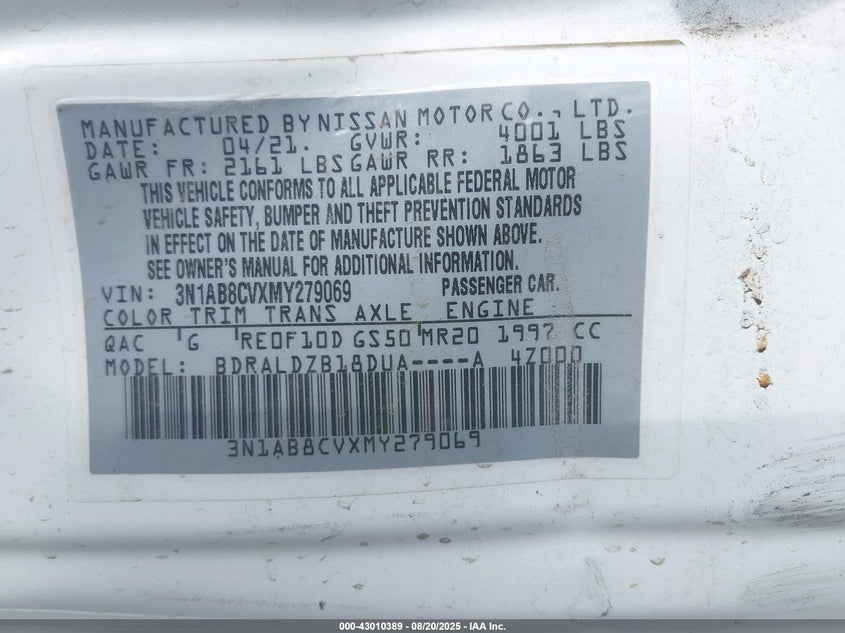 MANUFACTURED BY NISSAN MOTOR CO., LTD.
DATE: 04/21. GVWR: 4001 LBS
GAWR FR: 2161 LBS GAWR RR: 1863 LBS
THIS VEHICLE CONFORMS TO ALL APPLICABLE FEDERAL MOTOR
VEHICLE SAFETY, BUMPER AND THEFT PREVENTION STANDARDS
IN EFFECT ON THE DATE OF MANUFACTURE SHOWN ABOVE.
SEE OWNER'S MANUAL FOR ADDITIONAL INFORMATION.
VIN: 3N1AB8CVXMY279069 PASSENGER CAR.
COLOR TRIM TRANS AXLE ENGINE
QAC G RE0F10D GS50 MR20 1997 CC
MODEL: BDRALDZB18DUA----A 4Z000
3N1AB8CVXMY279069
000-43010389 - 08/20/2025 - IAA Inc.